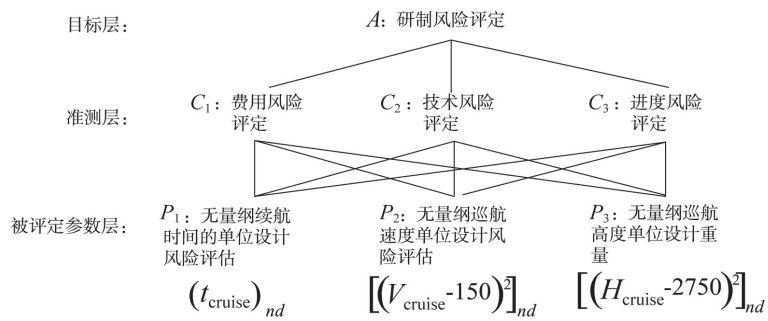 目标层： A：研制风险评定
准测层： C₁：费用风险评定 C₂：技术风险评定 C₃：进度风险评定
被评定参数层： P₁：无量纲续航时间的单位设计风险评估 P₂：无量纲巡航速度单位设计风险评估 P₃：无量纲巡航高度单位设计重量
(t_cruise)_nd [(V_cruise-150)²]_nd [(H_cruise-2750)²]_nd